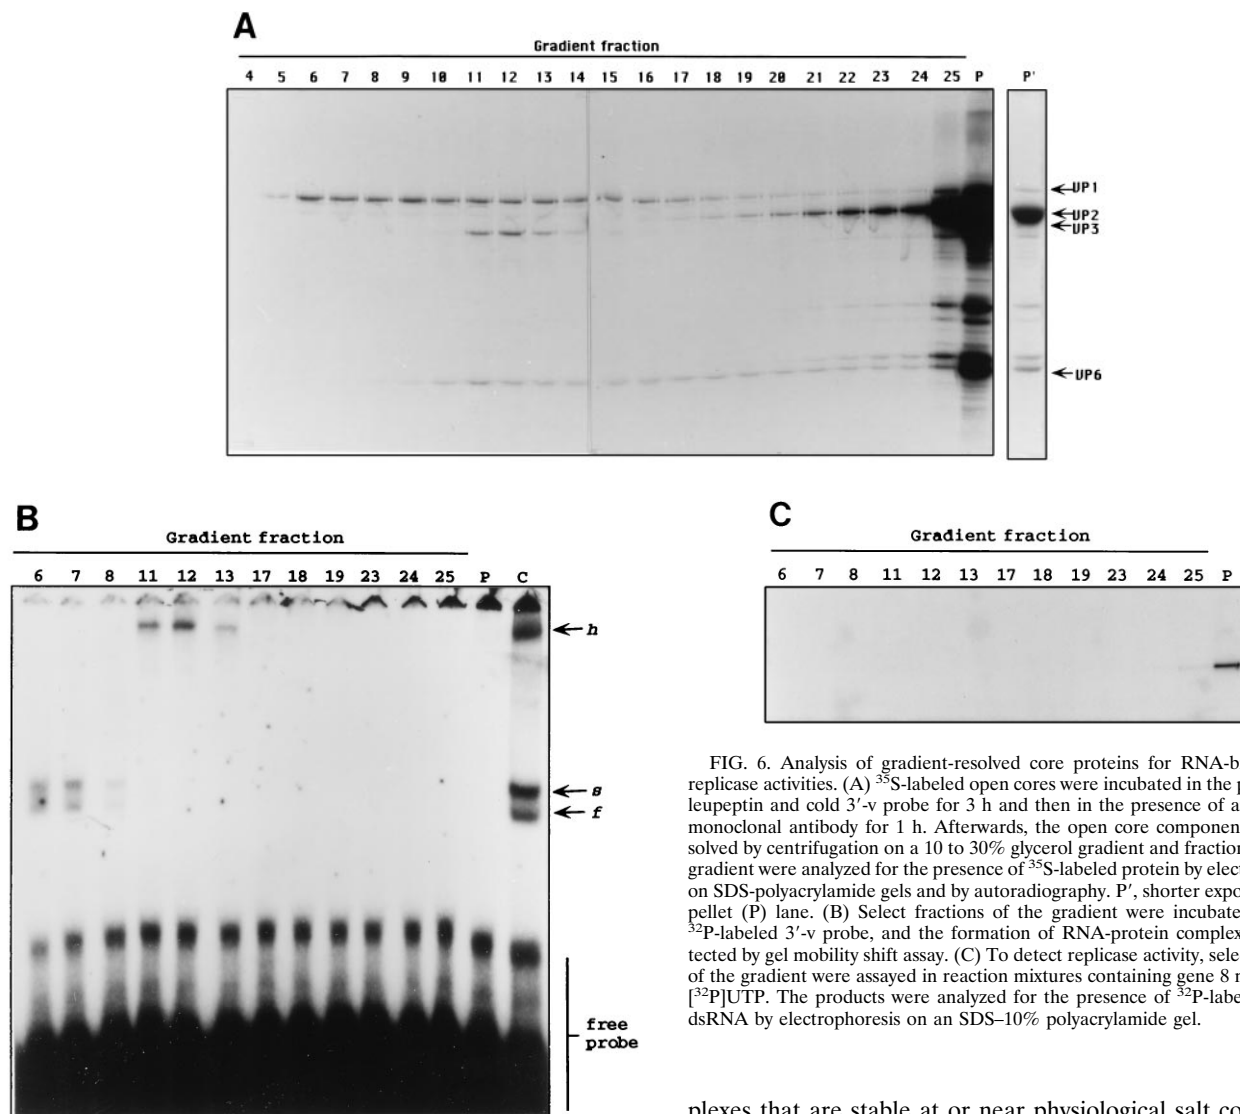 A
Gradient fraction
4 5 6 7 8 9 10 11 12 13 14 15 16 17 18 19 20 21 22 23 24 25 P P'
VP1
VP2
VP3
VP6
B
Gradient fraction
6 7 8 11 12 13 17 18 19 23 24 25 P C
h
s
f
free
probe
C
Gradient fraction
6 7 8 11 12 13 17 18 19 23 24 25 P
FIG. 6. Analysis of gradient-resolved core proteins for RNA-b
replicase activities. (A) ³⁵S-labeled open cores were incubated in the p
leupeptin and cold 3′-v probe for 3 h and then in the presence of a
monoclonal antibody for 1 h. Afterwards, the open core componen
solved by centrifugation on a 10 to 30% glycerol gradient and fraction
gradient were analyzed for the presence of ³⁵S-labeled protein by elect
on SDS-polyacrylamide gels and by autoradiography. P′, shorter expo
pellet (P) lane. (B) Select fractions of the gradient were incubate
³²P-labeled 3′-v probe, and the formation of RNA-protein complex
tected by gel mobility shift assay. (C) To detect replicase activity, selec
of the gradient were assayed in reaction mixtures containing gene 8 m
[³²P]UTP. The products were analyzed for the presence of ³²P-labe
dsRNA by electrophoresis on an SDS–10% polyacrylamide gel.
plexes that are stable at or near physiological salt co